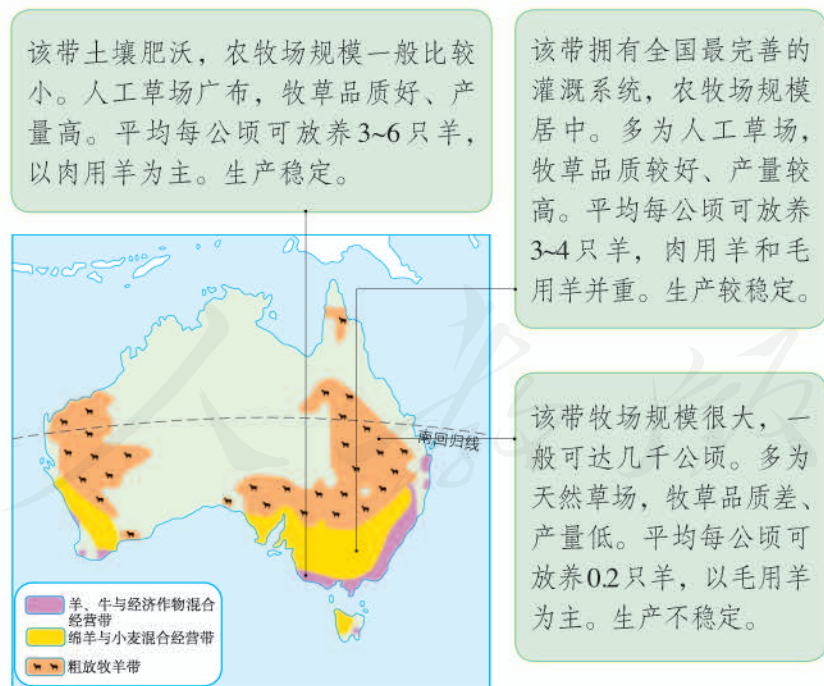 该带土壤肥沃，农牧场规模一般比较
小。人工草场广布，牧草品质好、产
量高。平均每公顷可放养3~6只羊，
以肉用羊为主。生产稳定。
该带拥有全国最完善的
灌溉系统，农牧场规模
居中。多为人工草场，
牧草品质较好、产量较
高。平均每公顷可放养
3~4只羊，肉用羊和毛
用羊并重。生产较稳定。
该带牧场规模很大，一
般可达几千公顷。多为
天然草场，牧草品质差、
产量低。平均每公顷可
放养0.2只羊，以毛用羊
为主。生产不稳定。
南回归线
羊、牛与经济作物混合
经营带
绵羊与小麦混合经营带
粗放牧羊带
人教版